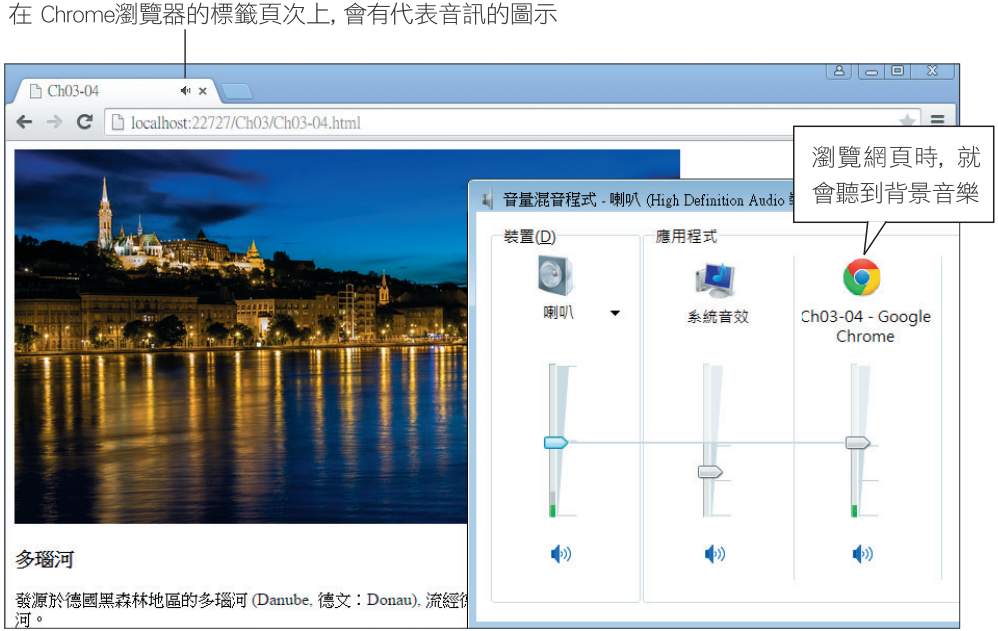 在 Chrome瀏覽器的標籤頁次上, 會有代表音訊的圖示
Ch03-04
localhost:22727/Ch03/Ch03-04.html
瀏覽網頁時, 就
會聽到背景音樂
音量混音程式 - 喇叭 (High Definition Audio
裝置(D)
應用程式
喇叭
系統音效
Ch03-04 - Google
Chrome
多瑙河
發源於德國黑森林地區的多瑙河 (Danube, 德文：Donau), 流經
河。